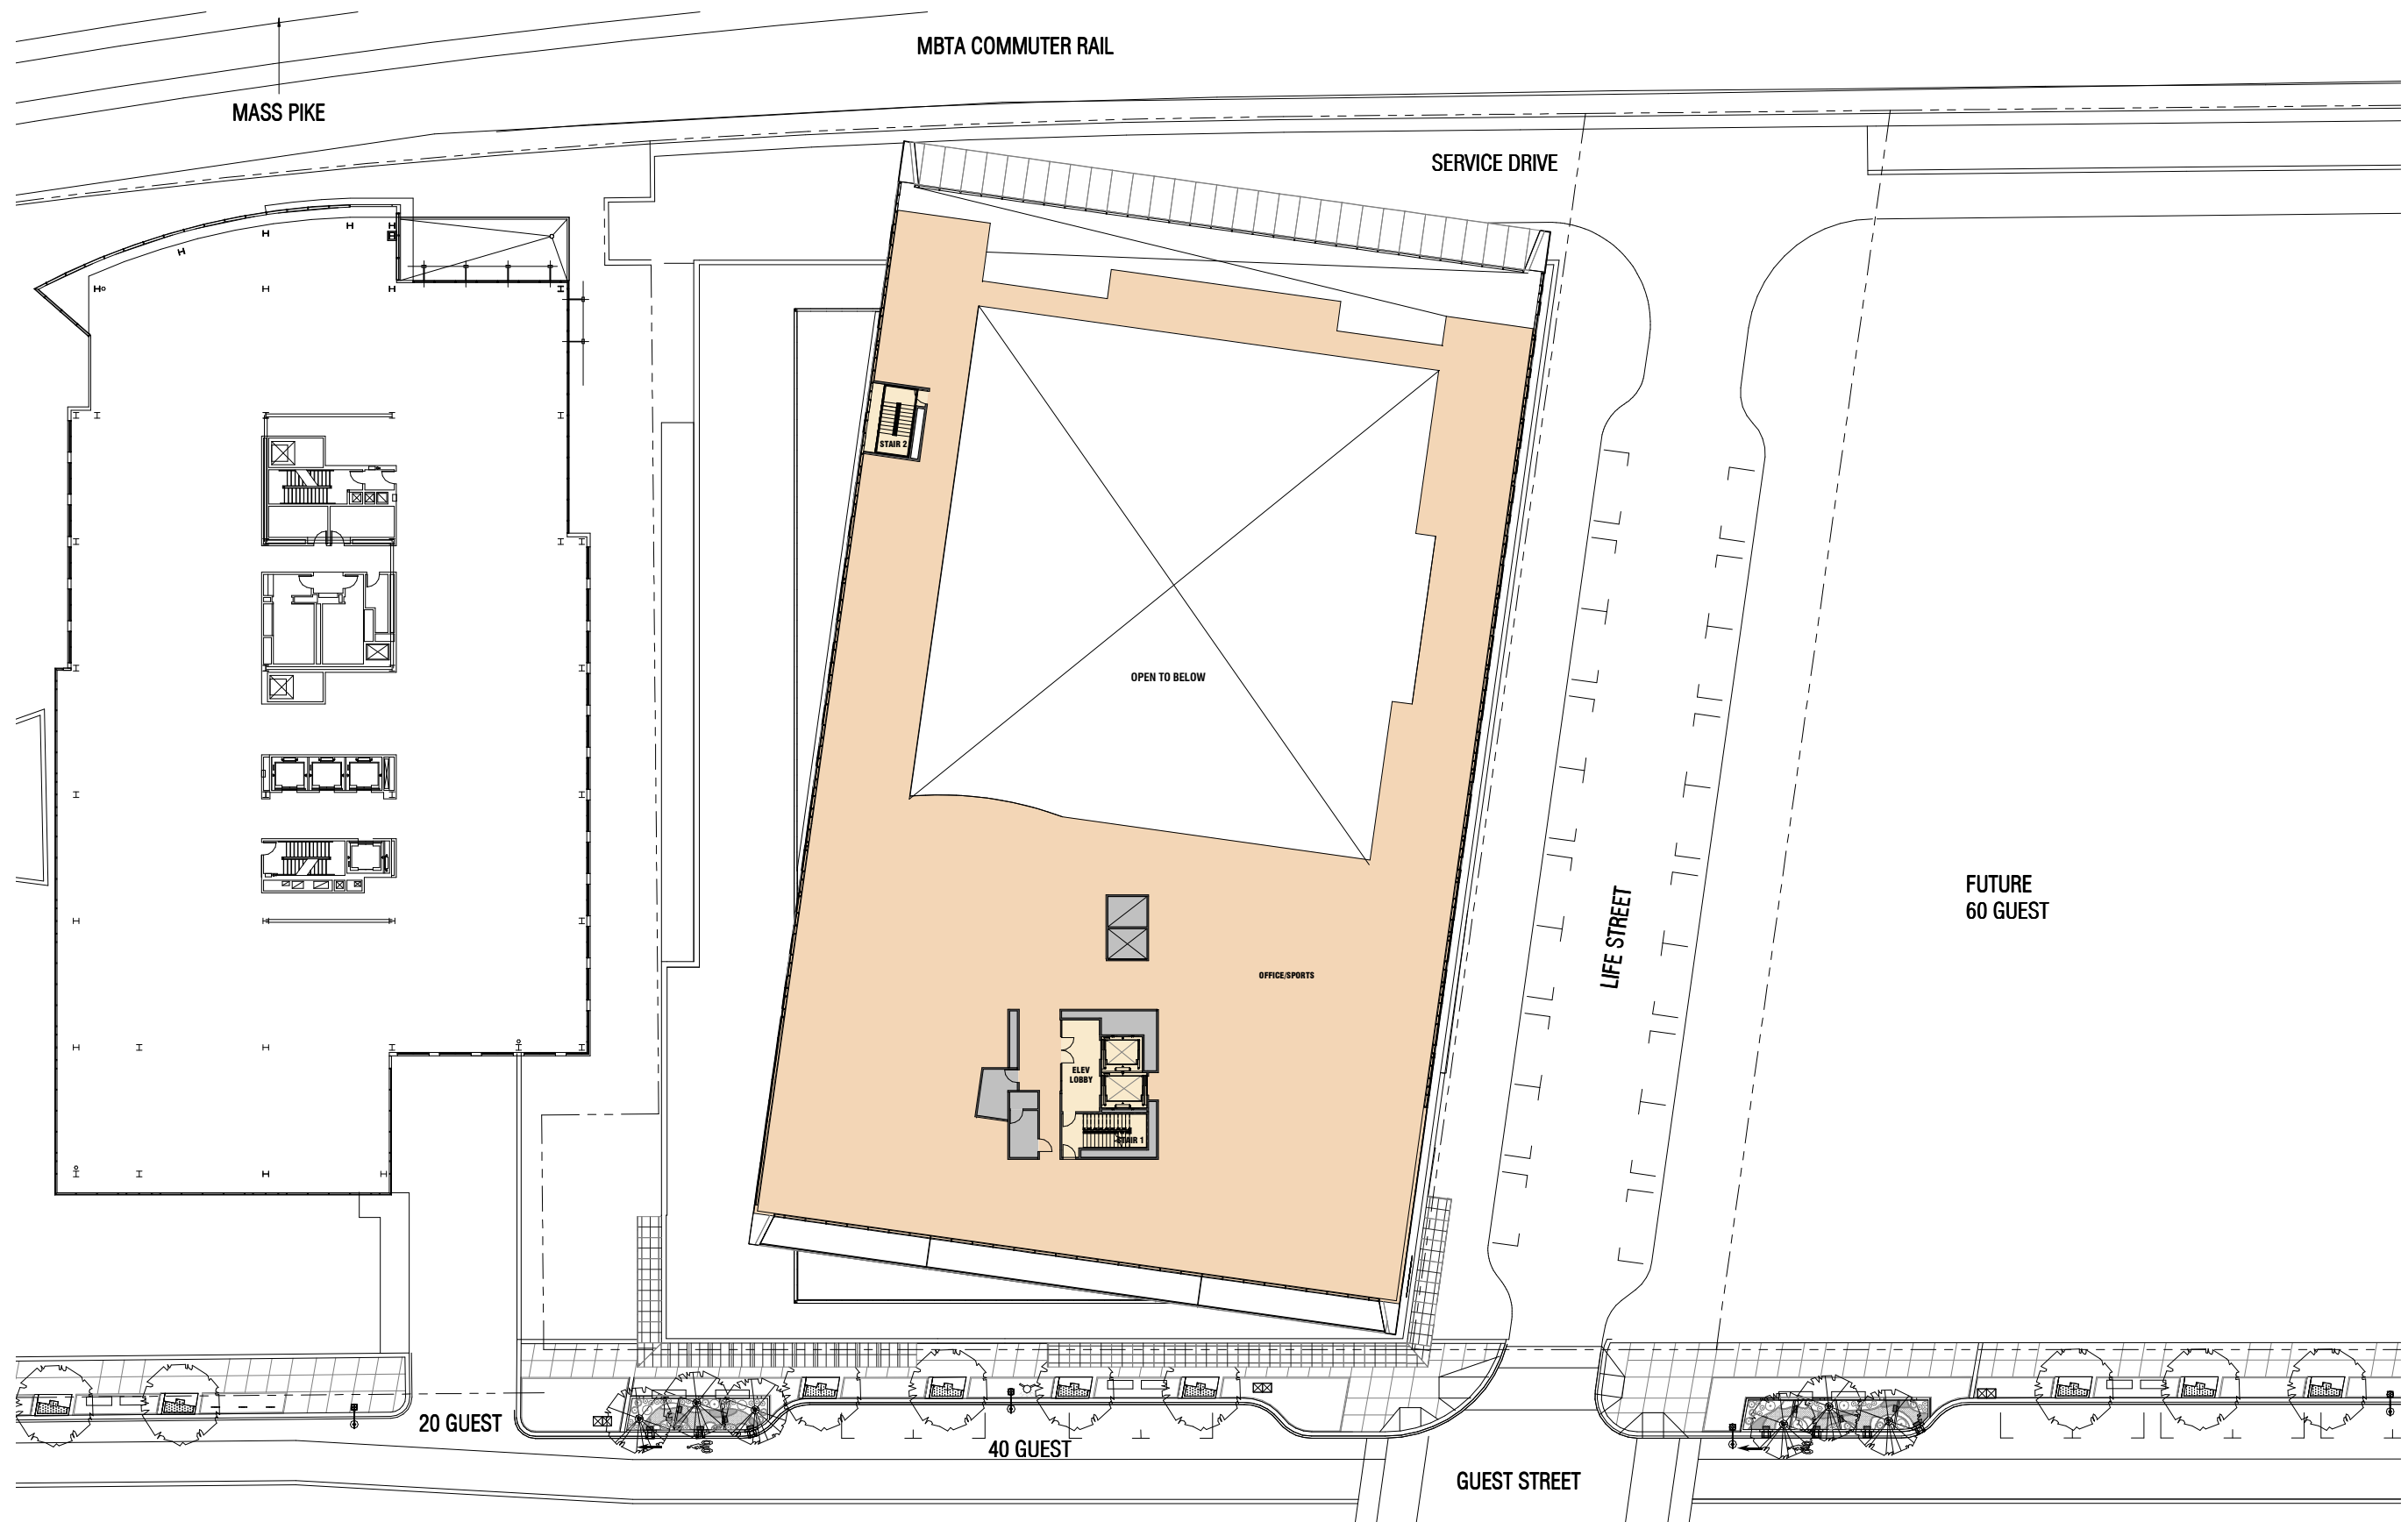 MBTA COMMUTER RAIL
MASS PIKE
SERVICE DRIVE
STAIR 2
OPEN TO BELOW
FUTURE
60 GUEST
LIFE STREET
OFFICE/SPORTS
ELEV
LOBBY
STAIR 1
20 GUEST
40 GUEST
GUEST STREET